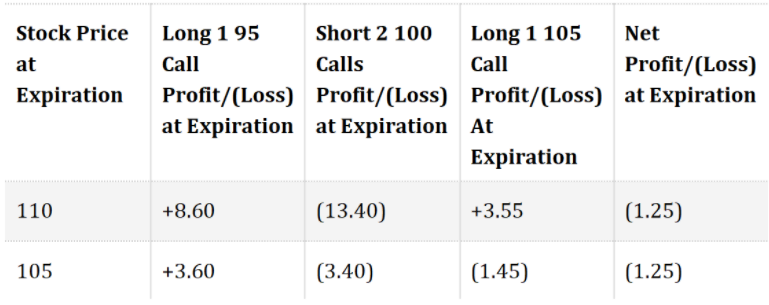 Stock Price at Expiration | Long 1 95 Call Profit/(Loss) at Expiration | Short 2 100 Calls Profit/(Loss) at Expiration | Long 1 105 Call Profit/(Loss) At Expiration | Net Profit/(Loss) at Expiration
110 | +8.60 | (13.40) | +3.55 | (1.25)
105 | +3.60 | (3.40) | (1.45) | (1.25)